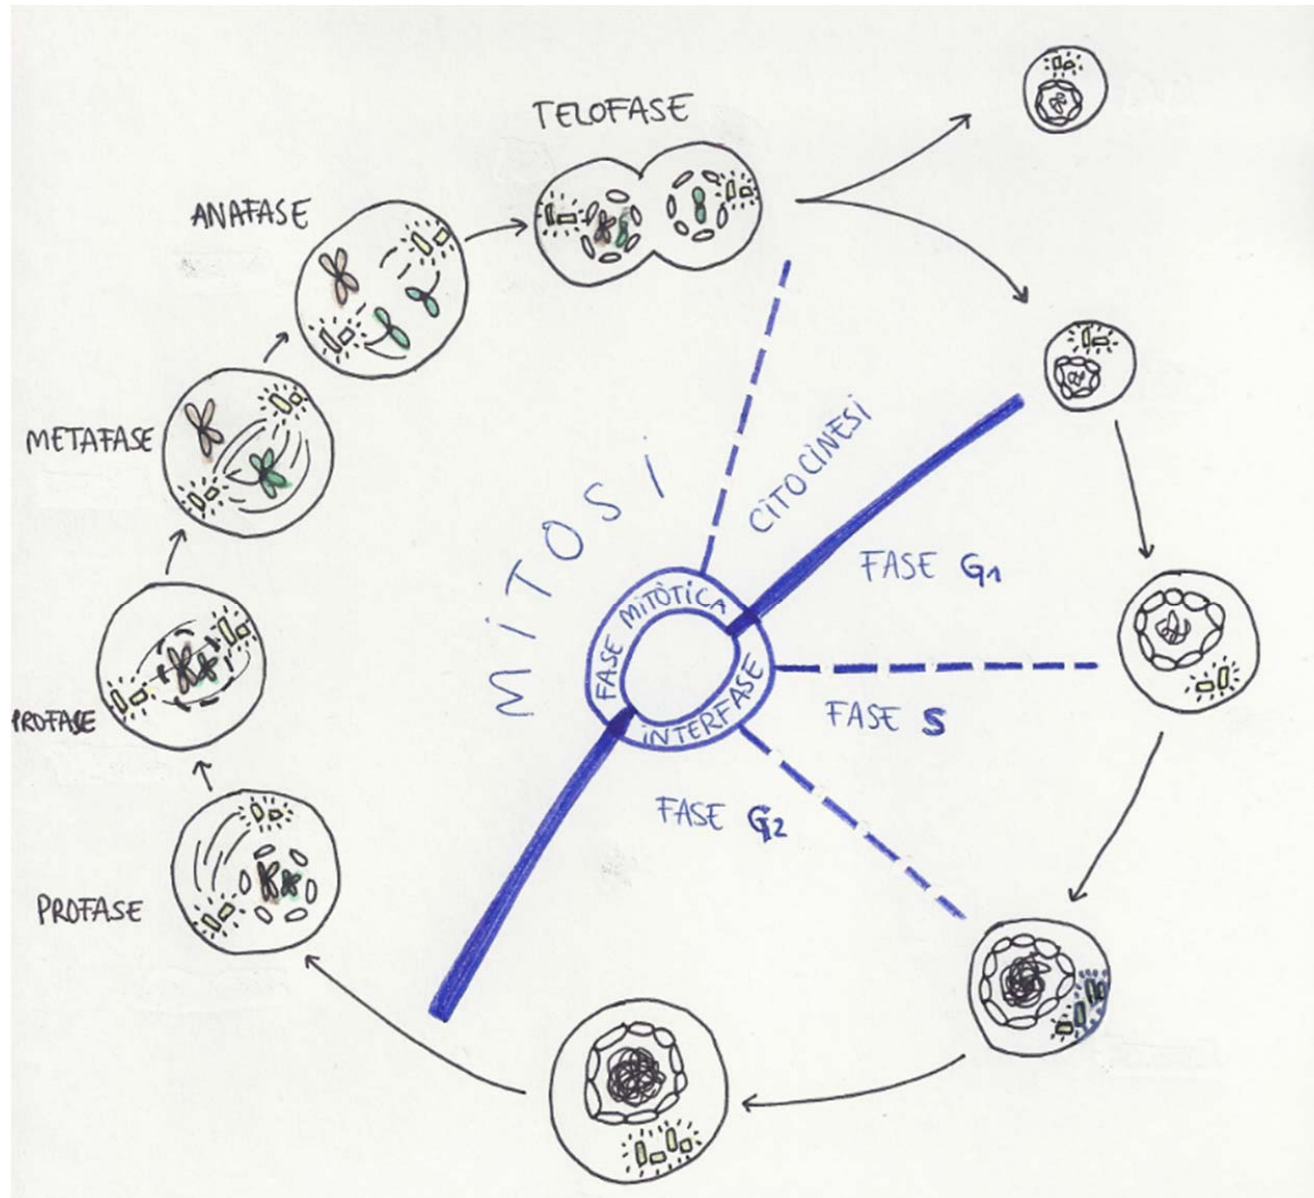 TELOFASE
ANAFASE
METAFASE
PROFASE
PROFASE
MITOSI
CITOCINESI
FASE MITÒTICA
INTERFASE
FASE G1
FASE S
FASE G2